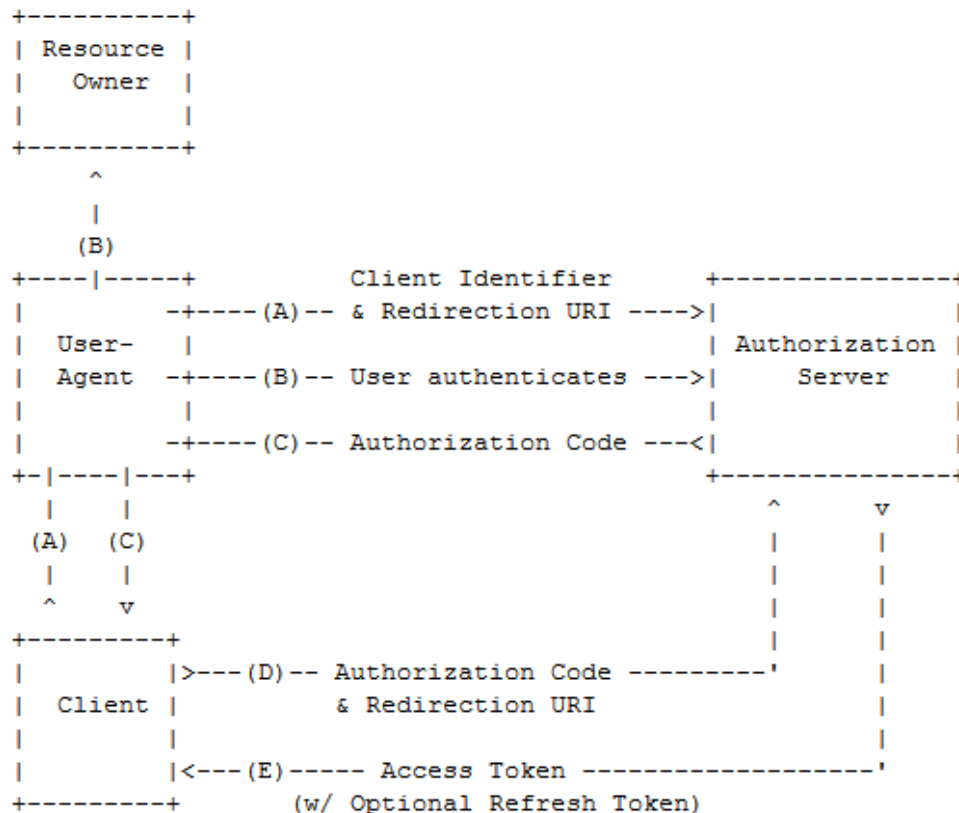 Resource
Owner
(B)
Client Identifier
(A) & Redirection URI
User-
Authorization
Agent (B) User authenticates Server
(C) Authorization Code
(A) (C)
(D) Authorization Code
Client & Redirection URI
(E) Access Token
(w/ Optional Refresh Token)